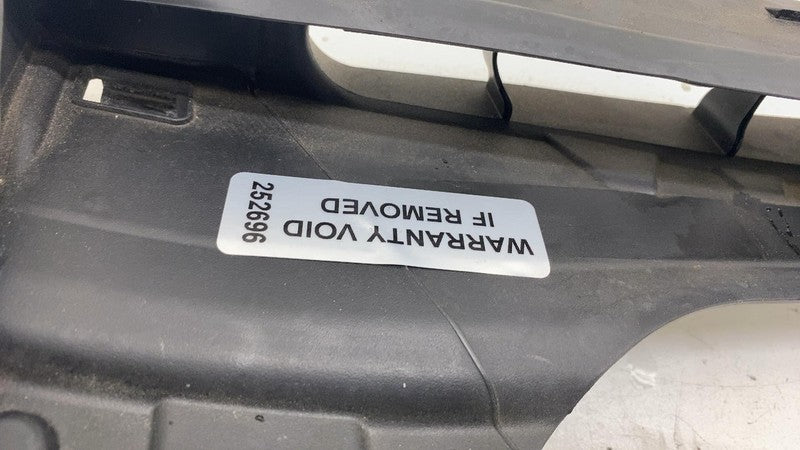 WARRANTY VOID
IF REMOVED
252696